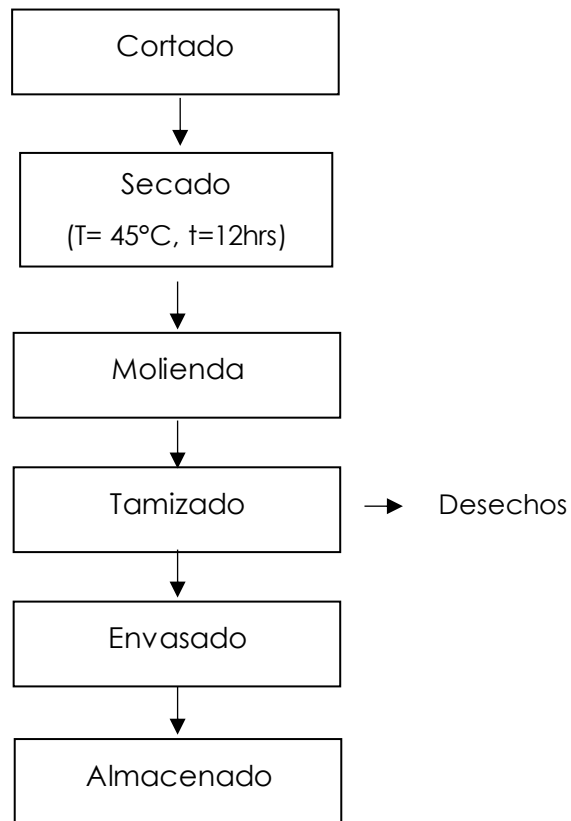 Cortado
Secado
(T= 45°C, t=12hrs)
Molienda
Tamizado
Desechos
Envasado
Almacenado